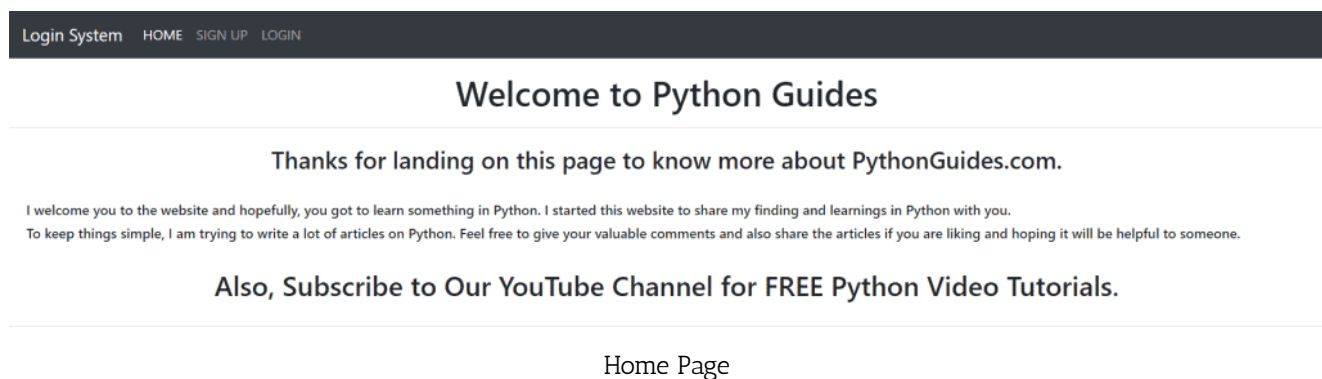 Login System HOME SIGN UP LOGIN
Welcome to Python Guides
Thanks for landing on this page to know more about PythonGuides.com.
I welcome you to the website and hopefully, you got to learn something in Python. I started this website to share my finding and learnings in Python with you.
To keep things simple, I am trying to write a lot of articles on Python. Feel free to give your valuable comments and also share the articles if you are liking and hoping it will be helpful to someone.
Also, Subscribe to Our YouTube Channel for FREE Python Video Tutorials.
Home Page